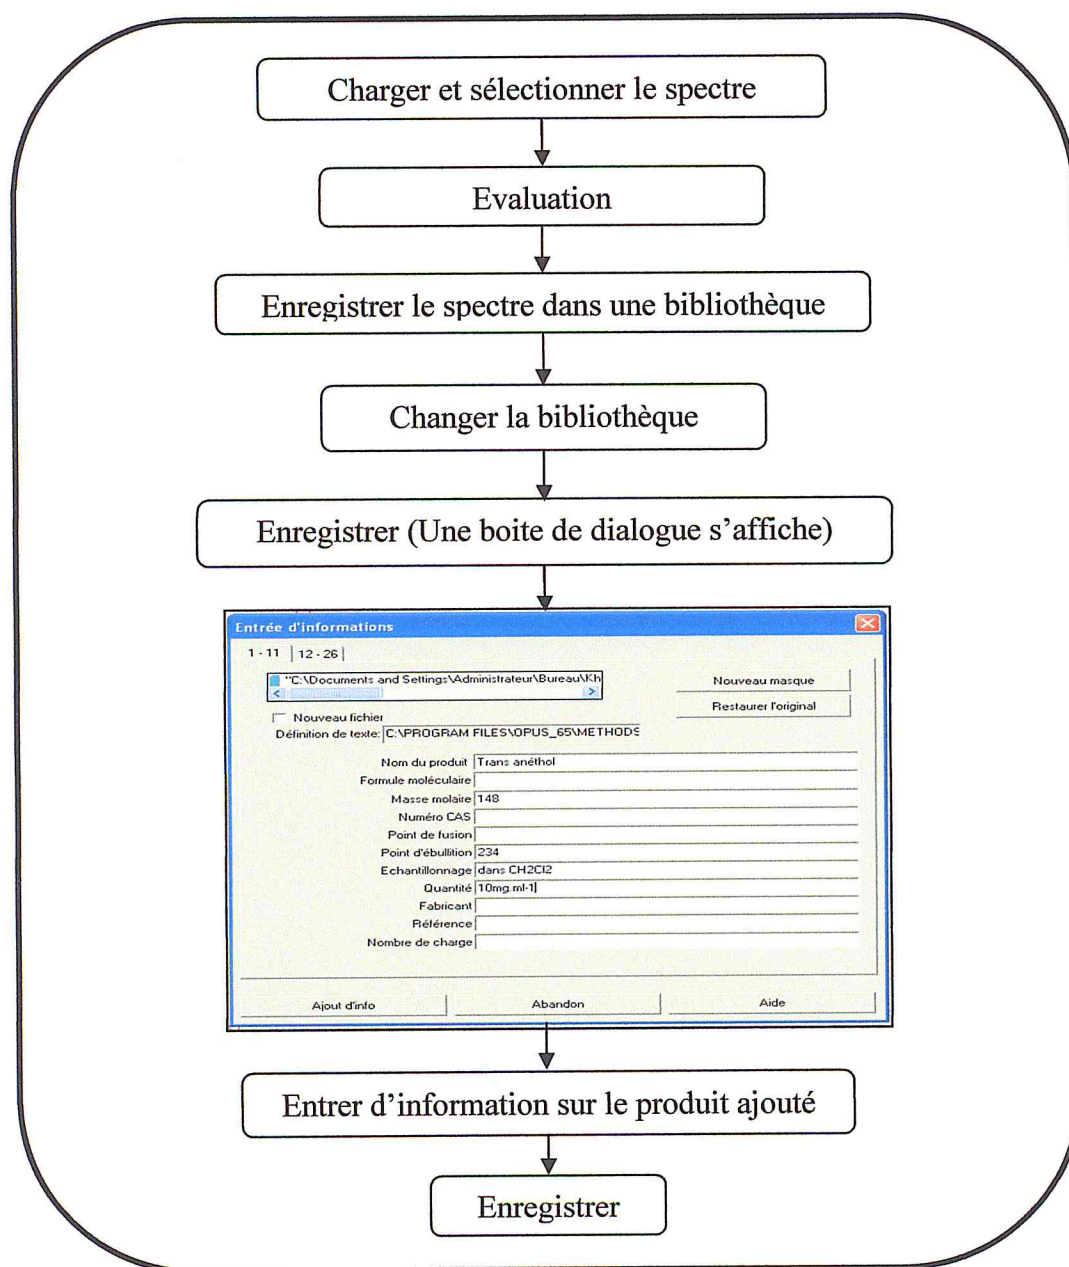 Charger et sélectionner le spectre
Evaluation
Enregistrer le spectre dans une bibliothèque
Changer la bibliothèque
Enregistrer (Une boite de dialogue s'affiche)
Entrée d'informations
1 - 11 12 - 26
"C:\Documents and Settings\Administrateur\Bureau\Kh
Nouveau masque
Restaurer l'original
Nouveau fichier
Définition de texte: C:\PROGRAM FILES\OPUS_65\METHODS
Nom du produit Trans anéthol
Formule moléculaire
Masse molaire 148
Numéro CAS
Point de fusion
Point d'ébullition 234
Echantillonnage dans CH2Cl2
Quantité 10mg.ml-1
Fabricant
Référence
Nombre de charge
Ajout d'info Abandon Aide
Entrer d'information sur le produit ajouté
Enregistrer